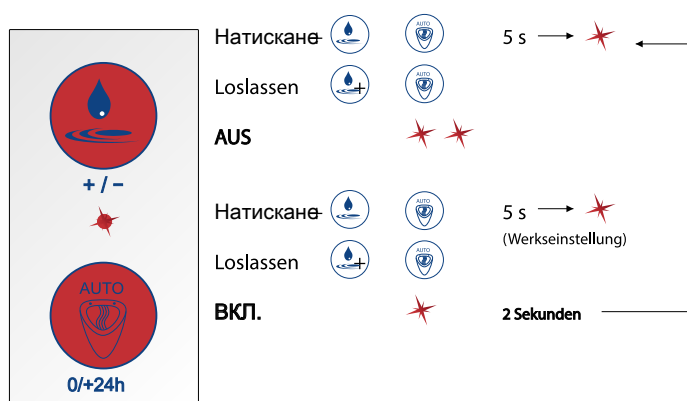 Натискане + 5 s
AUTO
Loslassen +
AUTO
AUS
+ / −
Натискане + 5 s
AUTO
(Werkseinstellung)
Loslassen +
AUTO
ВКЛ. 2 Sekunden
AUTO
0/+24h